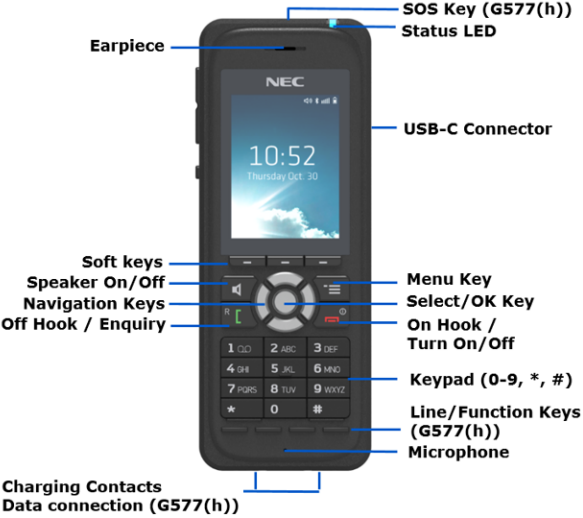 SOS Key (G577(h))
Status LED
Earpiece
NEC
USB-C Connector
10:52
Thursday Oct. 30
Soft keys
Speaker On/Off
Menu Key
Navigation Keys
Select/OK Key
R
Off Hook / Enquiry
On Hook /
Turn On/Off
1
2 ABC 3 DEF
4 GHI 5 JKL 6 MNO
Keypad (0-9, *, #)
7 PQRS 8 TUV 9 WXYZ
* 0 #
Line/Function Keys
(G577(h))
Microphone
Charging Contacts
Data connection (G577(h))